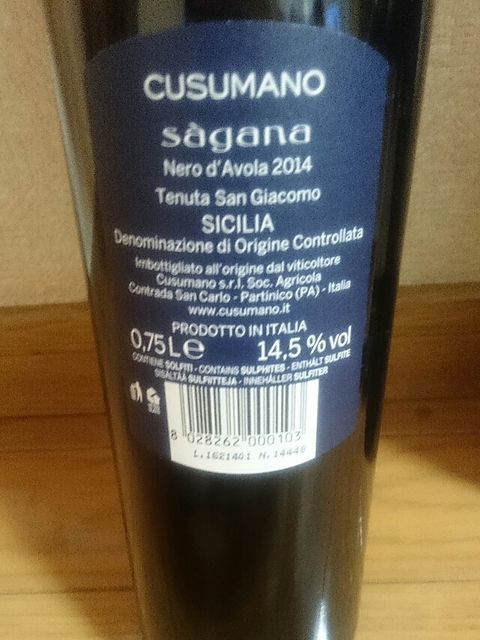 CUSUMANO
sàgana
Nero d'Avola 2014
Tenuta San Giacomo
SICILIA
Denominazione di Origine Controllata
Imbottigliato all'origine dal viticoltore
Cusumano s.r.l. Soc. Agricola
Contrada San Carlo - Partinico (PA) - Italia
www.cusumano.it
PRODOTTO IN ITALIA
0,75 L e 14,5 % vol
CONTIENE SOLFITI - CONTAINS SULPHITES - ENTHÄLT SULFITE
SISÄLTÄÄ SULFIITTEJA - INNEHÅLLER SULFITER
8 028262 000103
L.1621401 N.14448